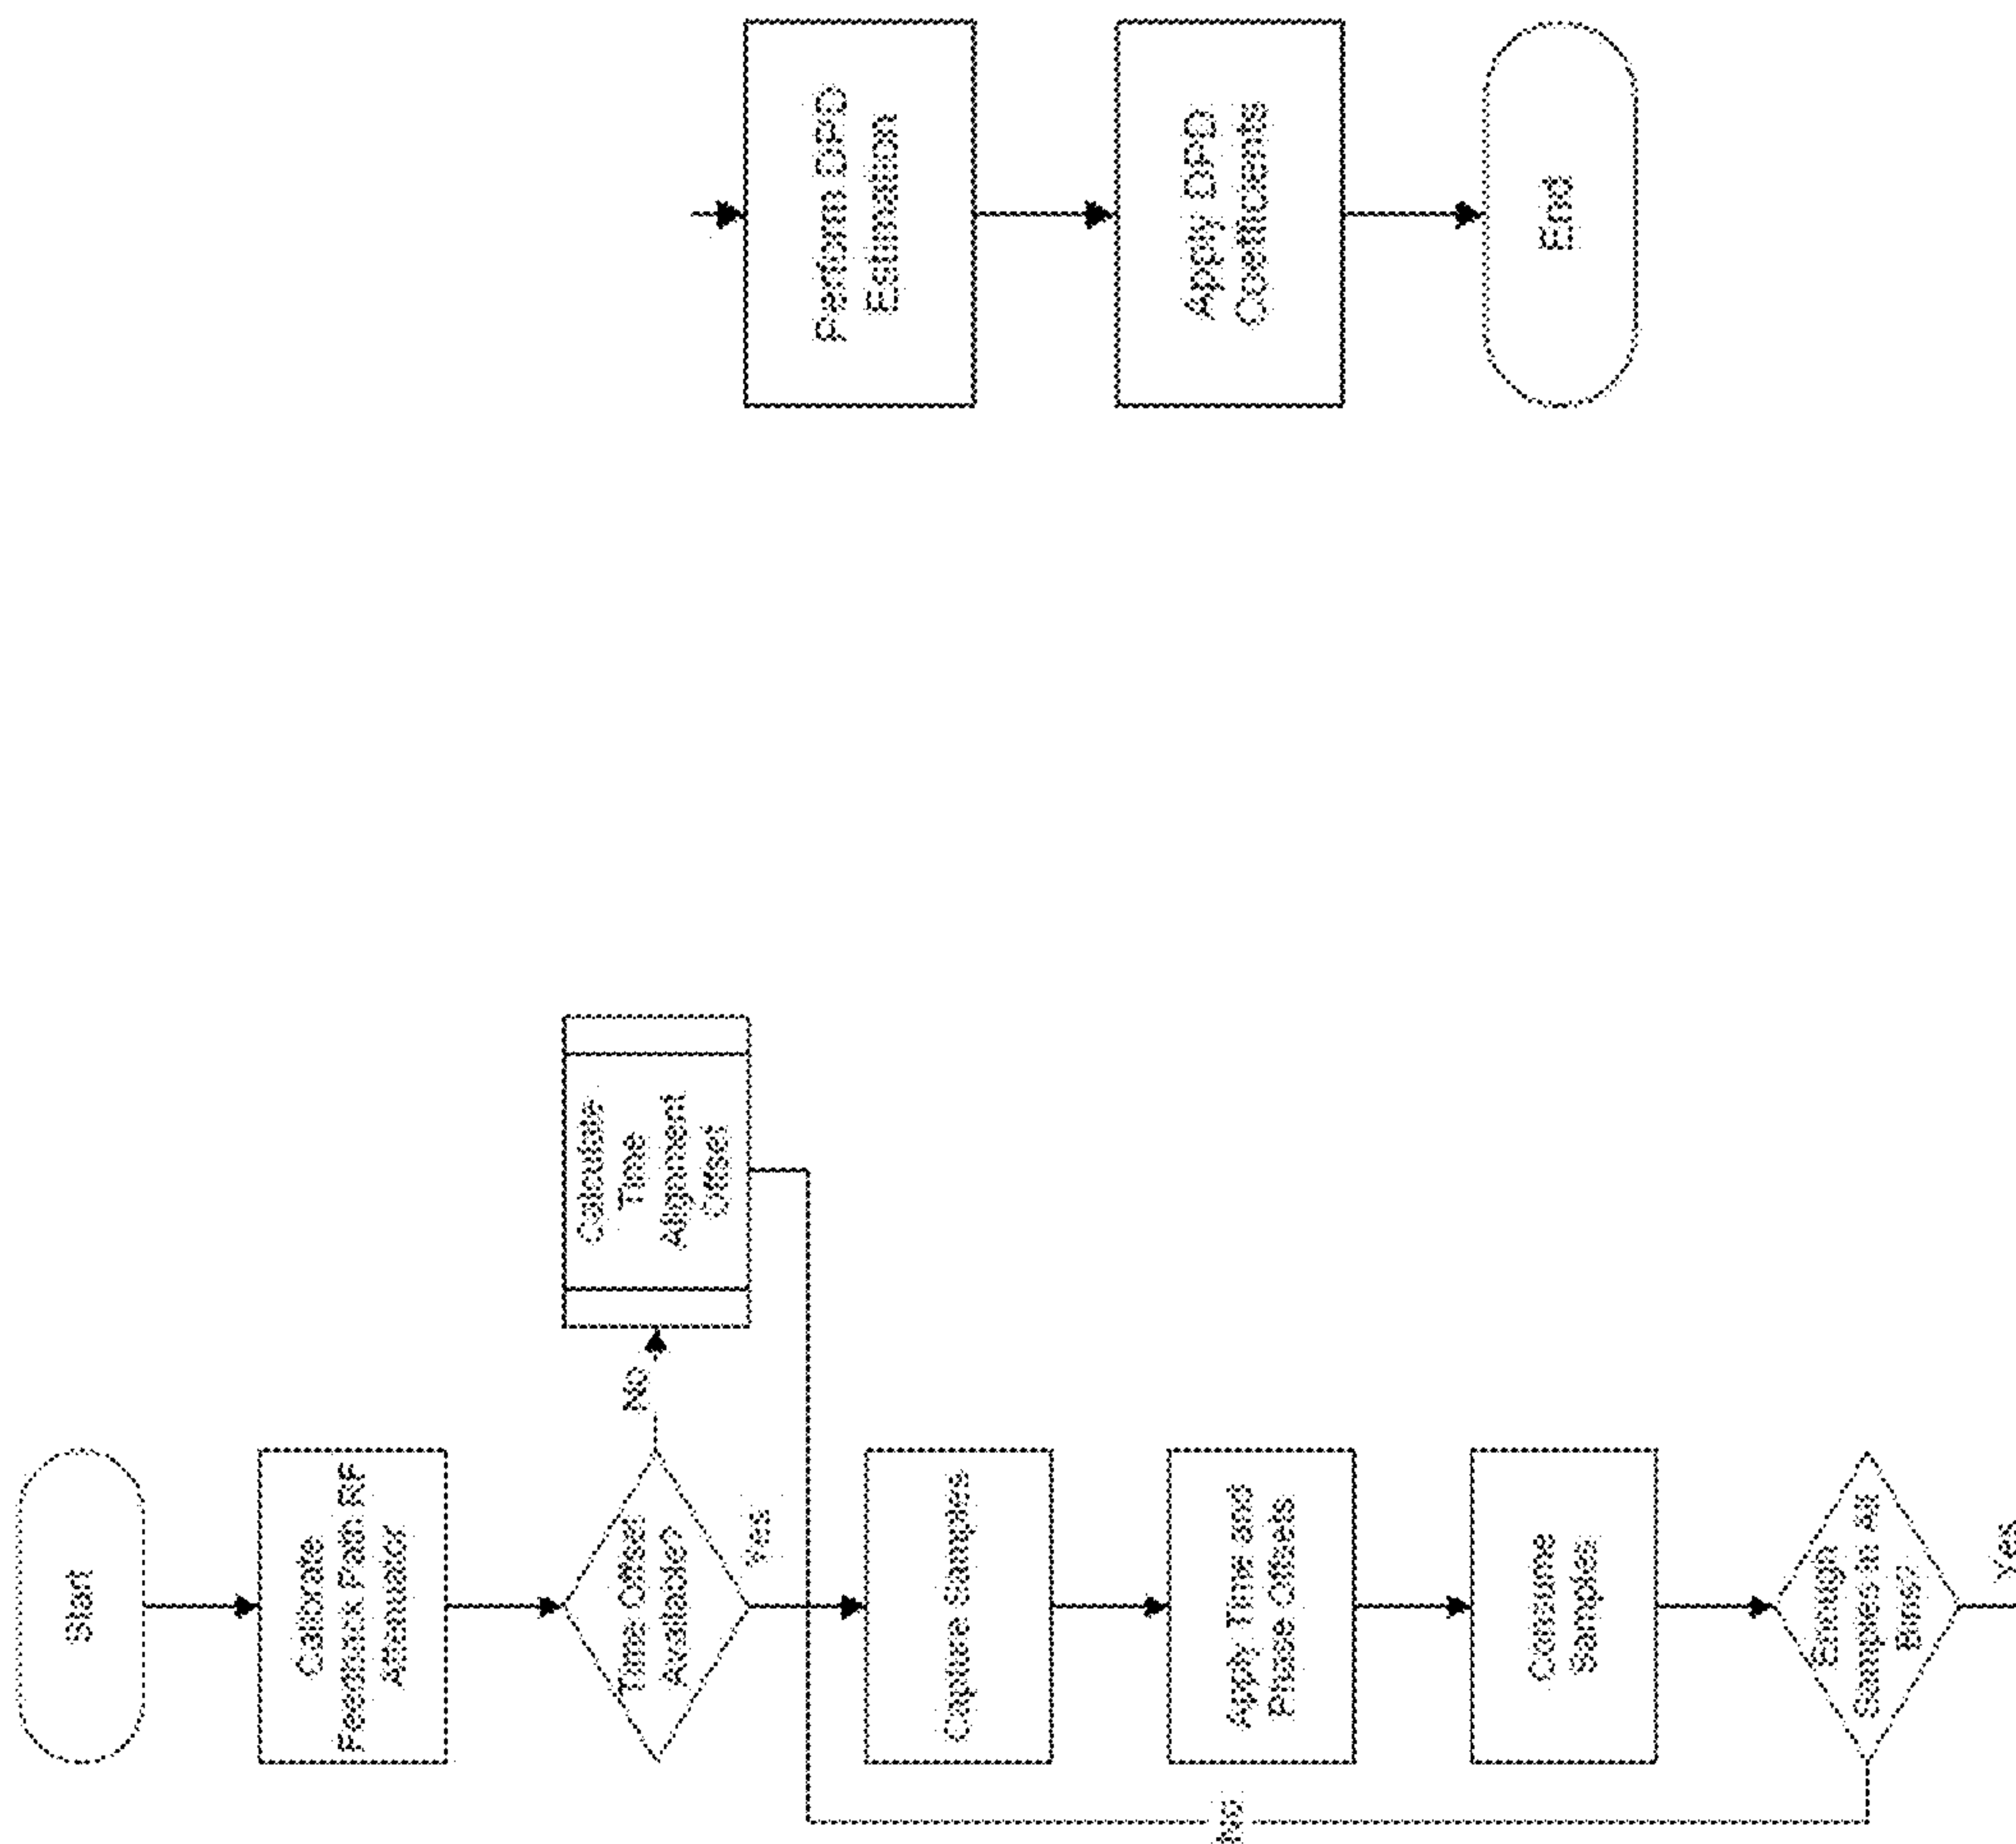 Start
Calibrate
Feedback Path RF
Attenuator
Time Offset
Available?
No
Calculate
Time
Alignment
Offset
Yes
Capture Samples
Apply Time and
Phase Offset
Consume
Samples
Enough
Samples in all
Bins?
No
Yes
Perform DPD
Estimation
Apply DPD
Coefficients
End